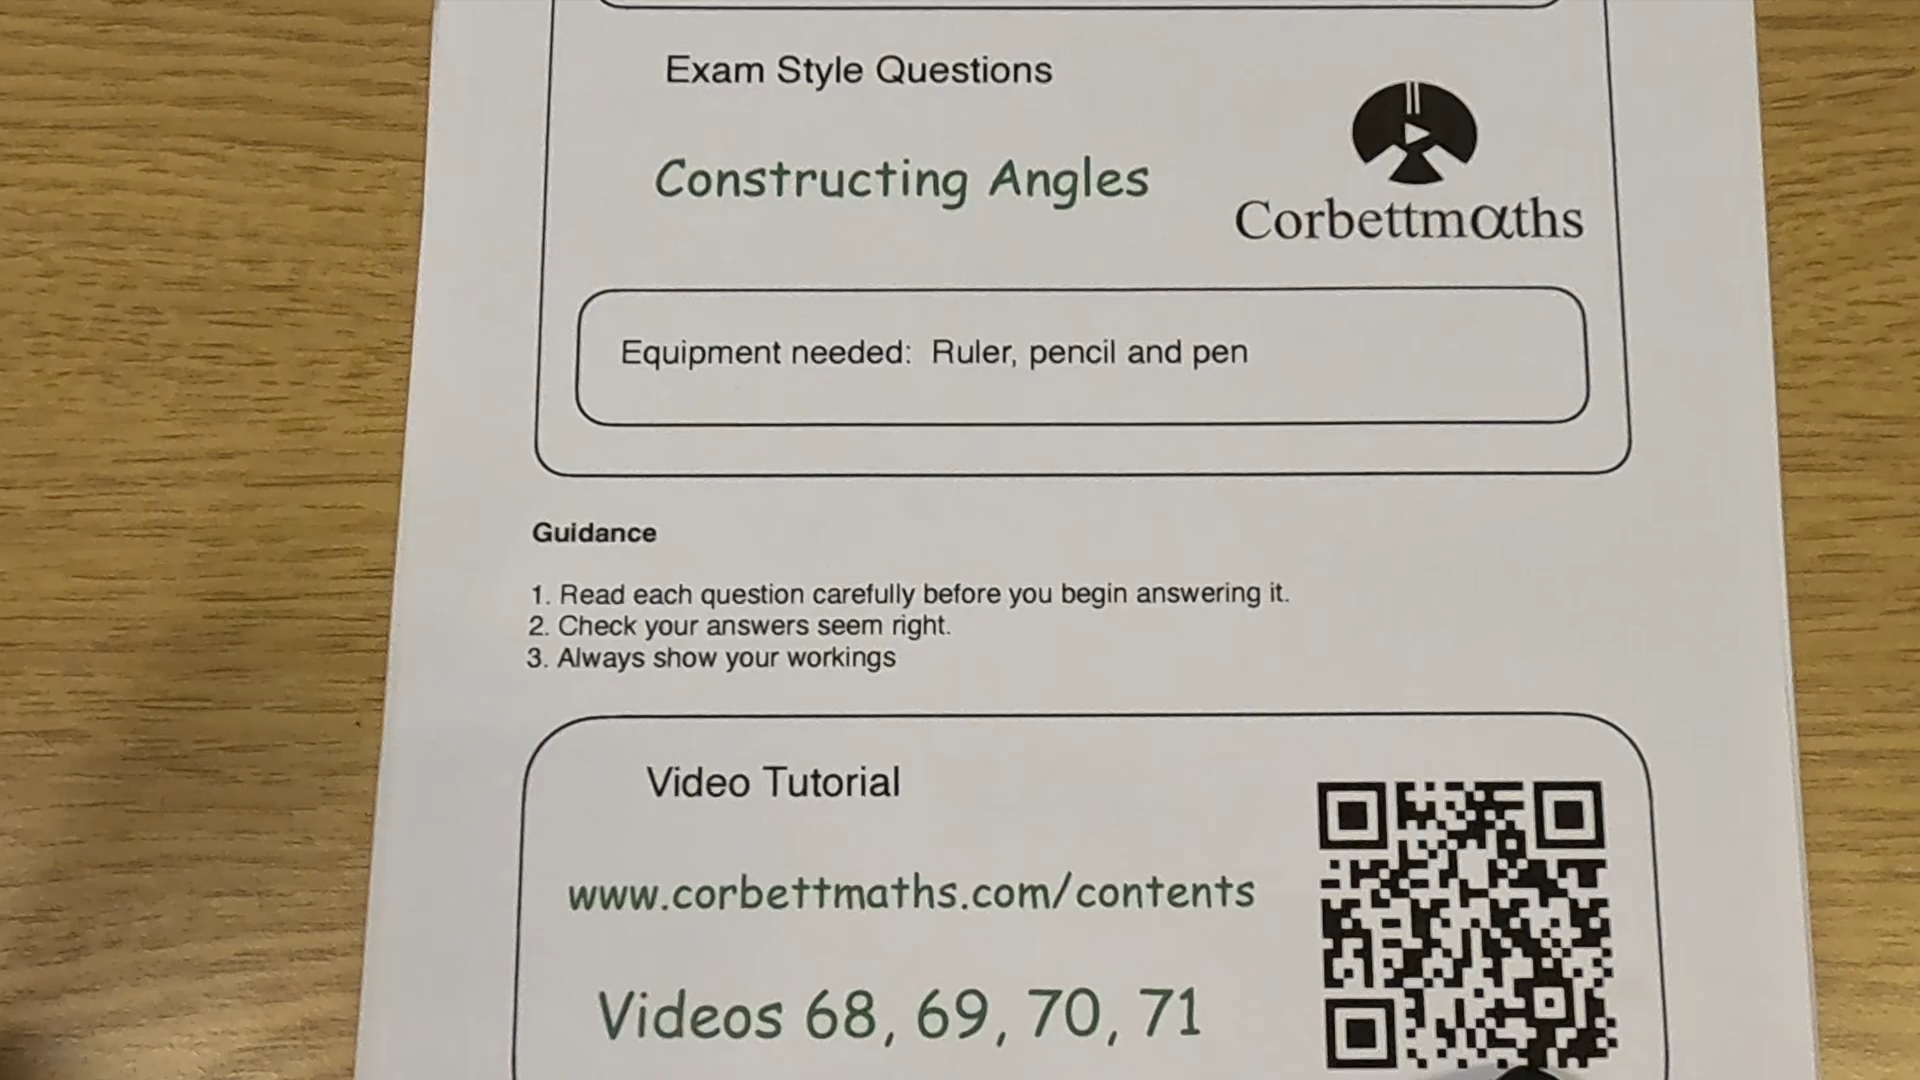 Exam Style Questions
Constructing Angles
Corbettmαths
Equipment needed: Ruler, pencil and pen
Guidance
1. Read each question carefully before you begin answering it.
2. Check your answers seem right.
3. Always show your workings
Video Tutorial
www.corbettmaths.com/contents
Videos 68, 69, 70, 71